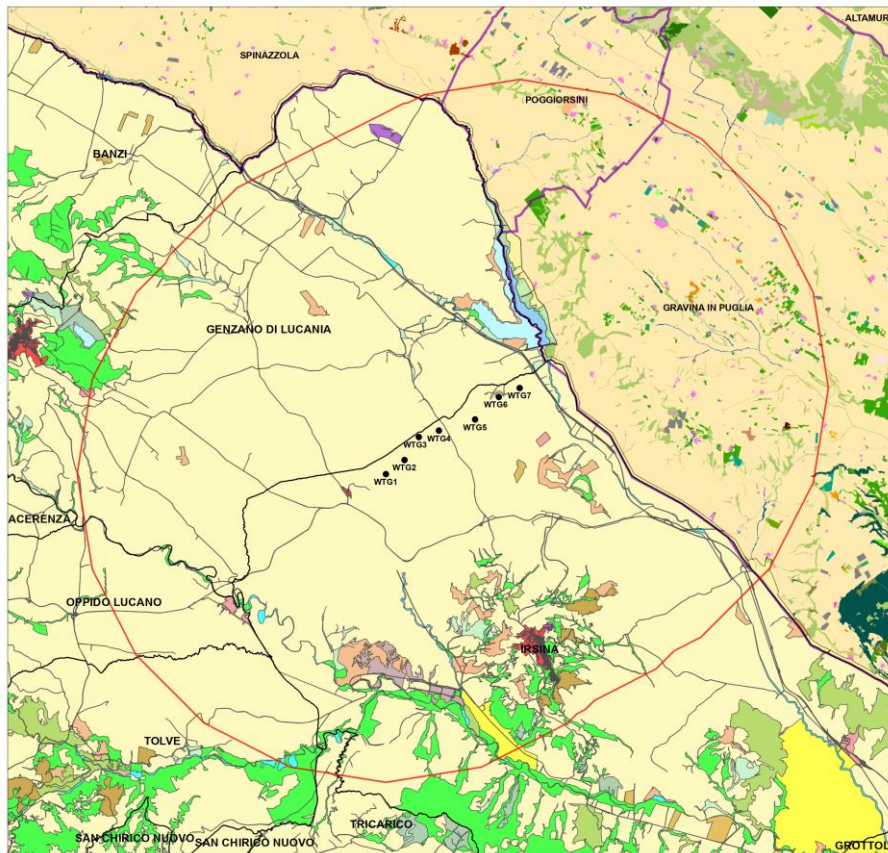 ALTAMUR
SPINAZZOLA
POGGIORSINI
BANZI
GENZANO DI LUCANIA
GRAVINA IN PUGLIA
WTG7
WTG6
WTG5
WTG4
WTG3
WTG2
WTG1
ACERENZA
OPPIDO LUCANO
IRSINA
TOLVE
TRICARICO
SAN CHIRICO NUOVO
SAN CHIRICO NUOVO
GROTTOL